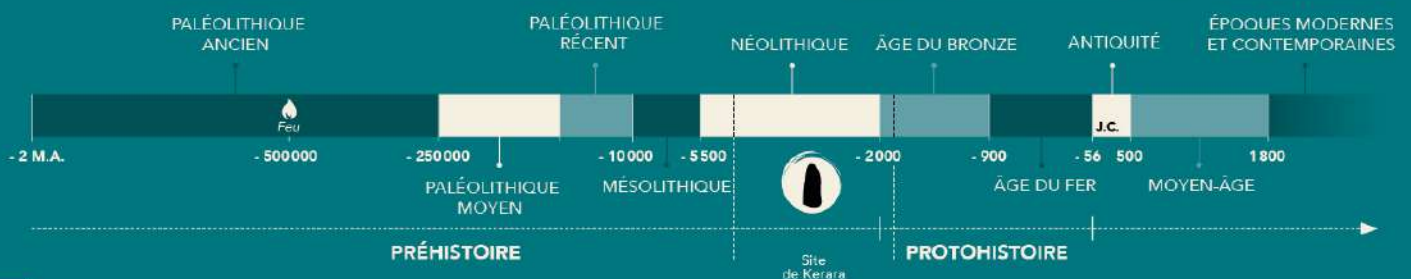 PALÉOLITHIQUE
ANCIEN
PALÉOLITHIQUE
RÉCENT
NÉOLITHIQUE
ÂGE DU BRONZE
ANTIQUITÉ
ÉPOQUES MODERNES
ET CONTEMPORAINES
Feu
J.C.
- 2 M.A.
- 500000
- 250000
- 10000
- 5500
- 2000
- 900
- 56
500
1800
PALÉOLITHIQUE
MOYEN
MÉSOLITHIQUE
ÂGE DU FER
MOYEN-ÂGE
PRÉHISTOIRE
PROTOHISTOIRE
Site
de Kerara